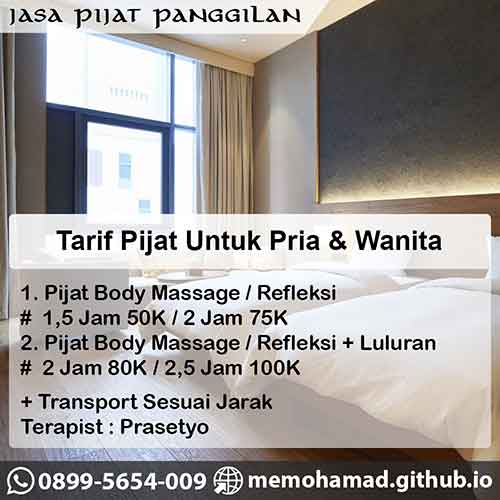 JASA PIJAT PANGGILAN
Tarif Pijat Untuk Pria & Wanita
1. Pijat Body Massage / Refleksi
# 1,5 Jam 50K / 2 Jam 75K
2. Pijat Body Massage / Refleksi + Luluran
# 2 Jam 80K / 2,5 Jam 100K
+ Transport Sesuai Jarak
Terapist : Prasetyo
0899-5654-009 memohamad.github.io